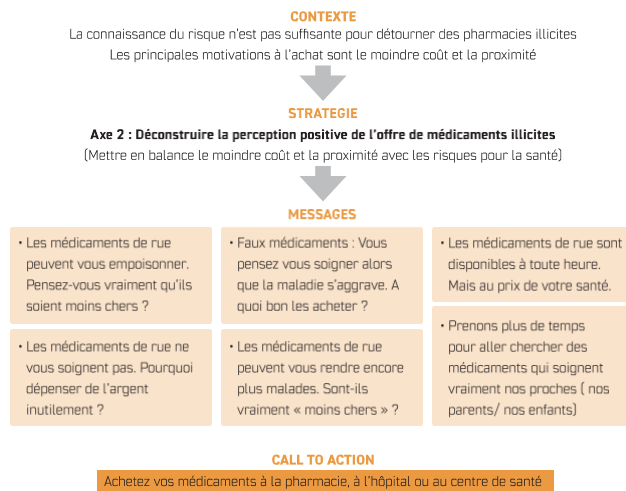 CONTEXTE
La connaissance du risque n'est pas suffisante pour détourner des pharmacies illicites
Les principales motivations à l'achat sont le moindre coût et la proximité
STRATEGIE
Axe 2 : Déconstruire la perception positive de l'offre de médicaments illicites
(Mettre en balance le moindre coût et la proximité avec les risques pour la santé)
MESSAGES
• Les médicaments de rue
peuvent vous empoisonner.
Pensez-vous vraiment qu'ils
soient moins chers ?
• Faux médicaments : Vous
pensez vous soigner alors
que la maladie s'aggrave. A
quoi bon les acheter ?
• Les médicaments de rue sont
disponibles à toute heure.
Mais au prix de votre santé.
• Les médicaments de rue ne
vous soignent pas. Pourquoi
dépenser de l'argent
inutilement ?
• Les médicaments de rue
peuvent vous rendre encore
plus malades. Sont-ils
vraiment « moins chers » ?
• Prenons plus de temps
pour aller chercher des
médicaments qui soignent
vraiment nos proches ( nos
parents/ nos enfants)
CALL TO ACTION
Achetez vos médicaments à la pharmacie, à l'hôpital ou au centre de santé